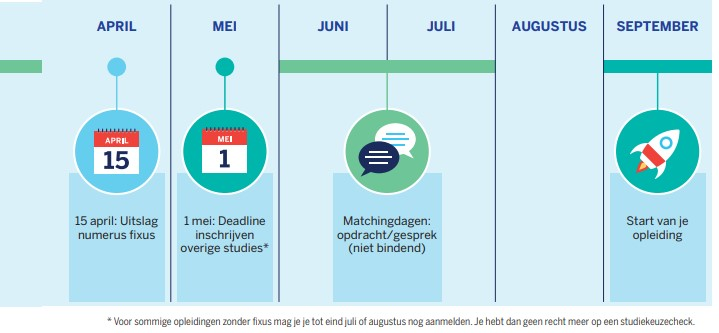 APRIL
MEI
JUNI
JULI
AUGUSTUS
SEPTEMBER
APRIL
15
MEI
1
15 april: Uitslag
numerus fixus
1 mei: Deadline
inschrijven
overige studies*
Matchingdagen:
opdracht/gesprek
(niet bindend)
Start van je
opleiding
* Voor sommige opleidingen zonder fixus mag je je tot eind juli of augustus nog aanmelden. Je hebt dan geen recht meer op een studiekeuzecheck.